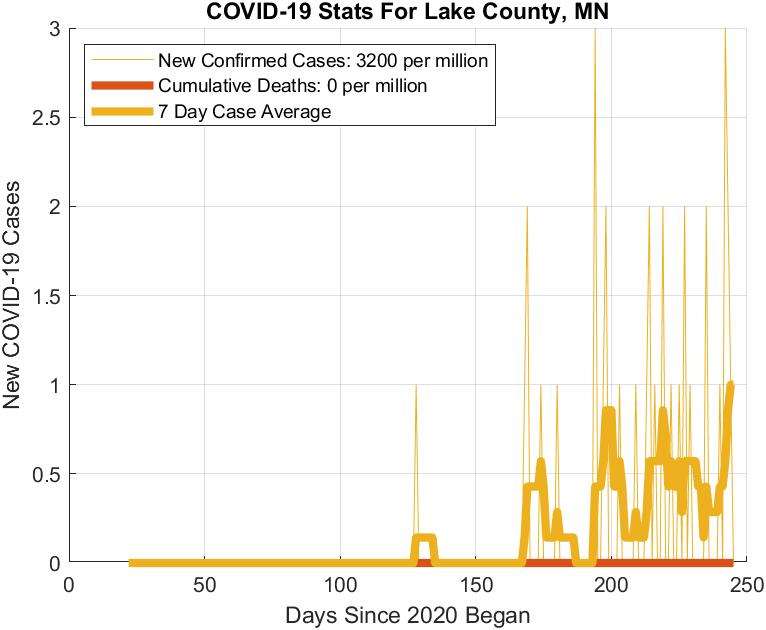 COVID-19 Stats For Lake County, MN
New Confirmed Cases: 3200 per million
Cumulative Deaths: 0 per million
7 Day Case Average
New COVID-19 Cases
3
2.5
2
1.5
1
0.5
0
0 50 100 150 200 250
Days Since 2020 Began